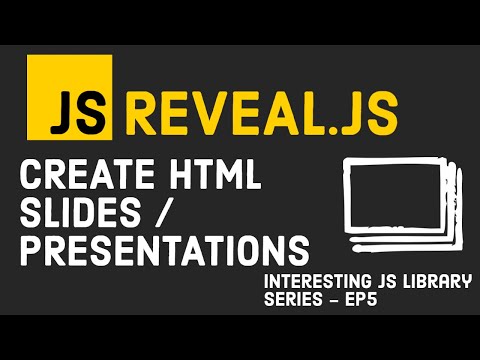 JS REVEAL.JS
CREATE HTML
SLIDES /
PRESENTATIONS
INTERESTING JS LIBRARY
SERIES - EP5